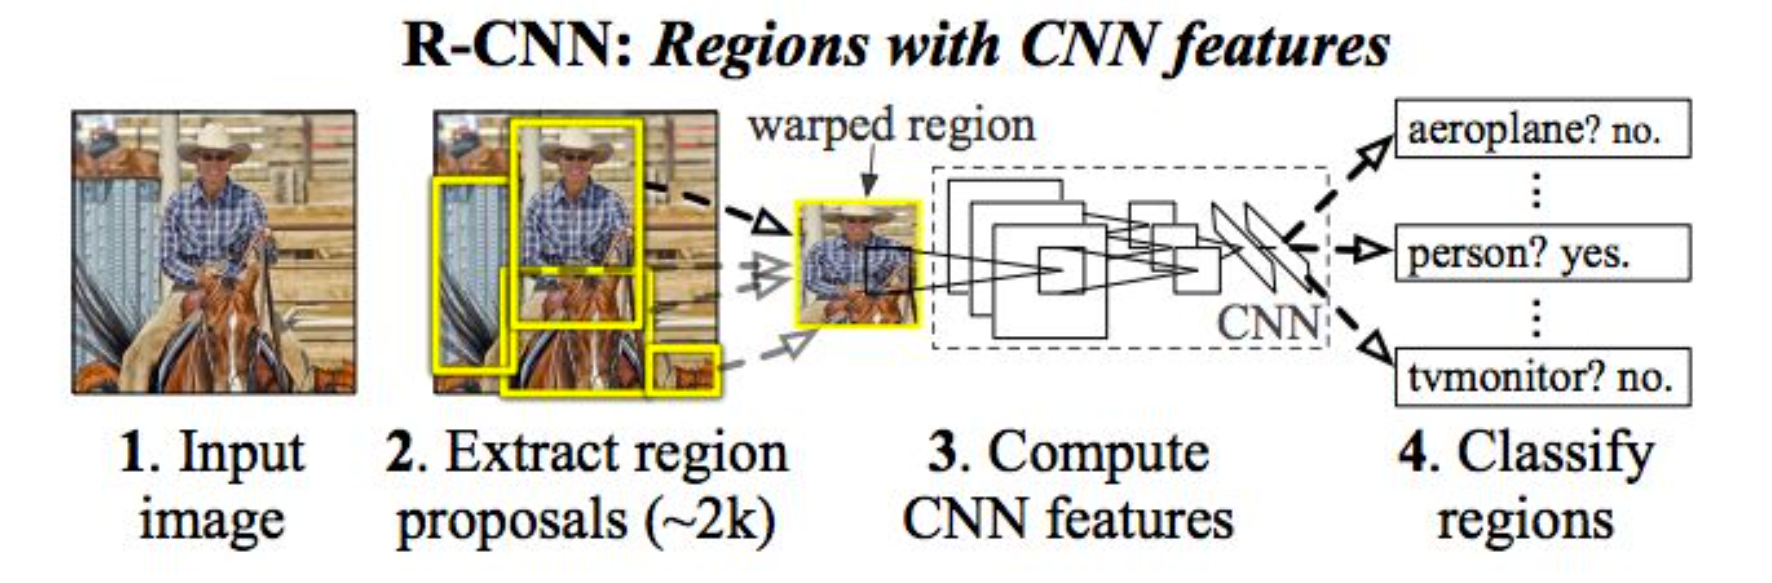 R-CNN: Regions with CNN features
warped region
aeroplane? no.
⋮
person? yes.
⋮
tvmonitor? no.
CNN
1. Input
image
2. Extract region
proposals (~2k)
3. Compute
CNN features
4. Classify
regions